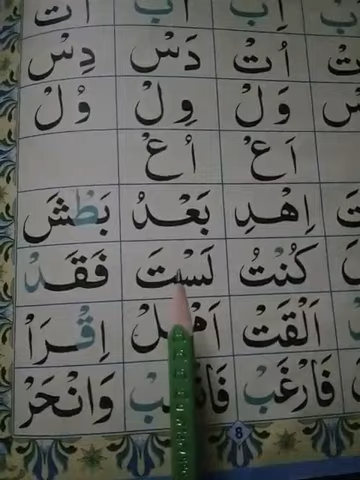 اُتْ دَسْ دِسْ
وَلْ وِلْ وُلْ
اَعْ اُعْ
اِهْدِ بَعْدُ بَطْشَ
كُنْتُ لَسْتَ فَقَدْ
اَلْقَتْ اِقْرَاْ
فَارْغَبْ وَانْحَرْ
8